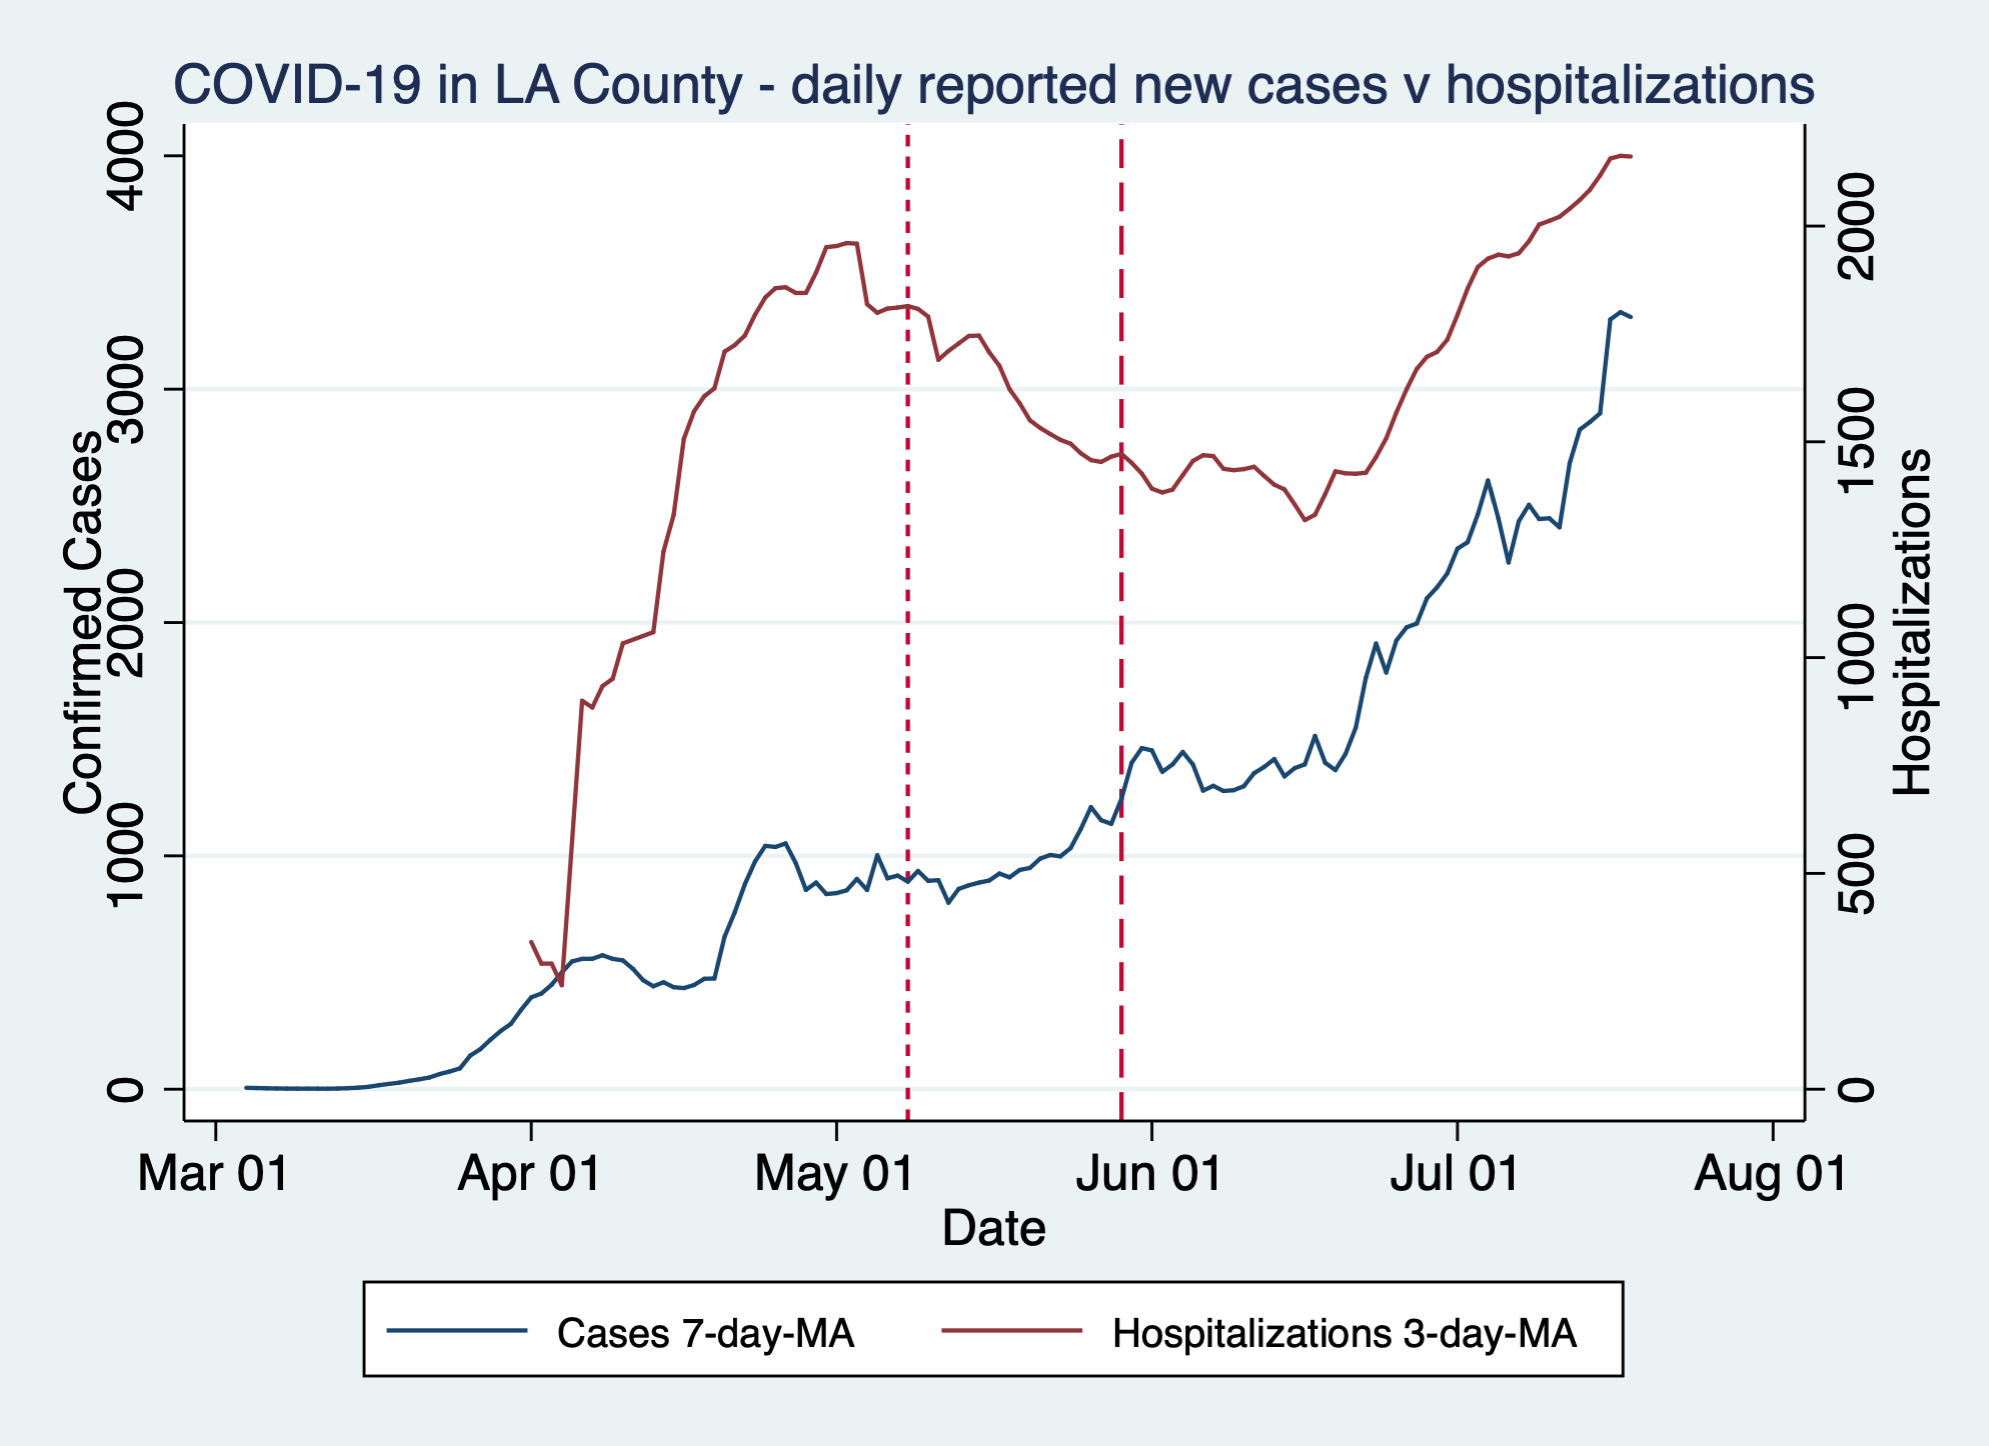 COVID-19 in LA County - daily reported new cases v hospitalizations
Confirmed Cases
4000
3000
2000
1000
0
Hospitalizations
2000
1500
1000
500
0
Mar 01 Apr 01 May 01 Jun 01 Jul 01 Aug 01
Date
Cases 7-day-MA Hospitalizations 3-day-MA